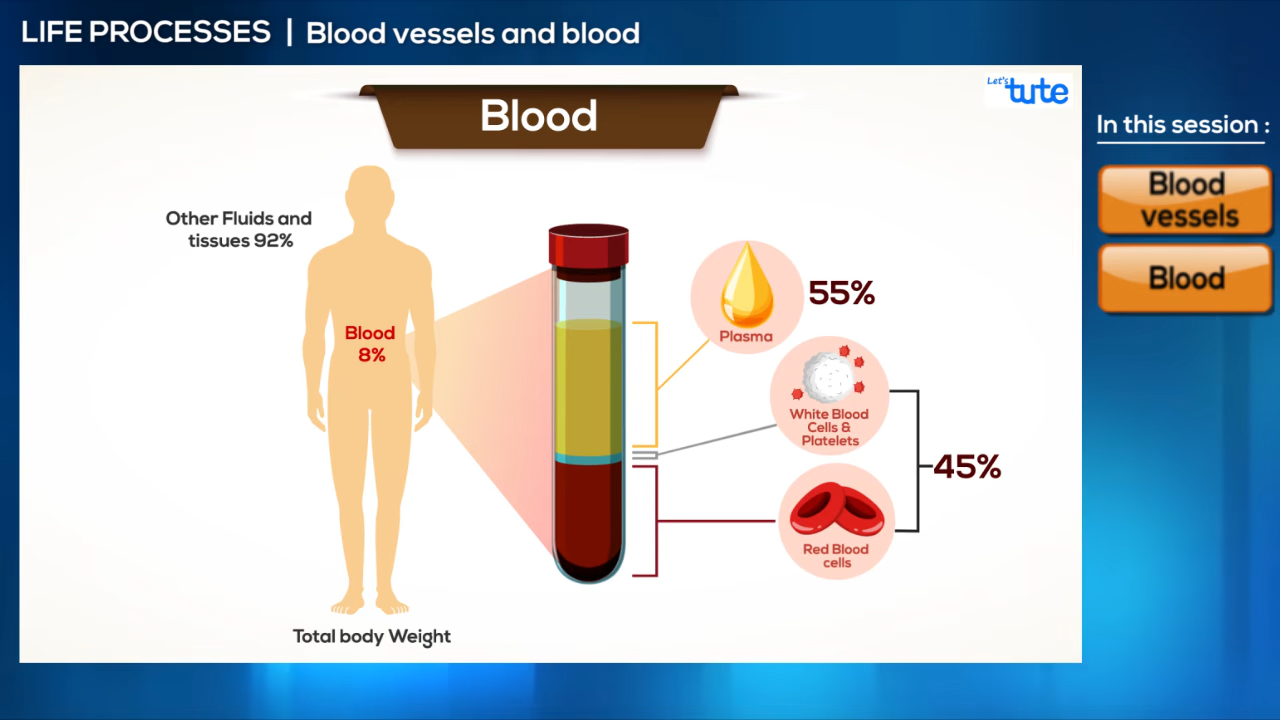 LIFE PROCESSES | Blood vessels and blood
Let's
tute
Blood
In this session :
Blood
vessels
Blood
Other Fluids and
tissues 92%
Blood
8%
Plasma
55%
White Blood
Cells &
Platelets
45%
Red Blood
cells
Total body Weight